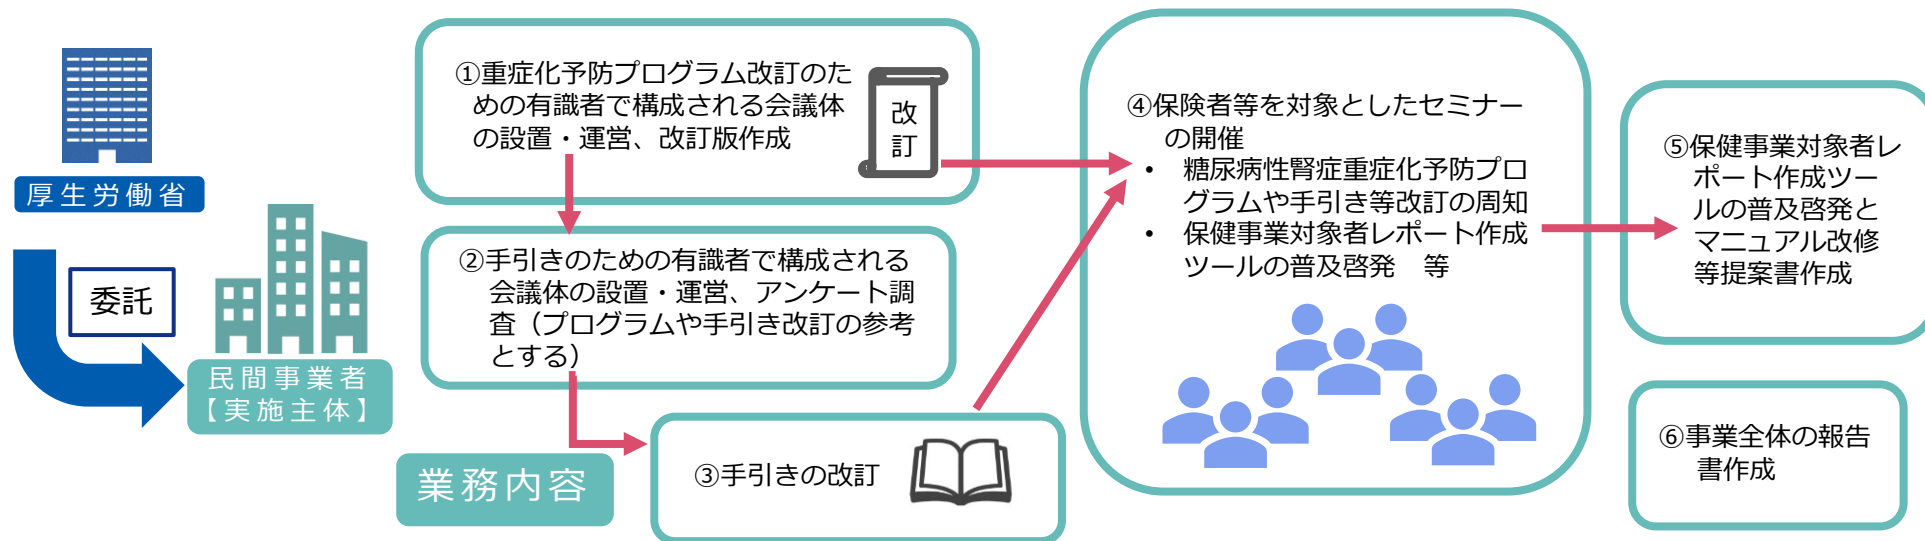 厚生労働省
委託
民間事業者
【実施主体】
業務内容
①重症化予防プログラム改訂のた
めの有識者で構成される会議体
の設置・運営、改訂版作成
改
訂
②手引きのための有識者で構成される
会議体の設置・運営、アンケート調
査（プログラムや手引き改訂の参考
とする）
③手引きの改訂
④保険者等を対象としたセミナー
の開催
• 糖尿病性腎症重症化予防プロ
グラムや手引き等改訂の周知
• 保健事業対象者レポート作成
ツールの普及啓発　等
⑤保健事業対象者レ
ポート作成ツー
ルの普及啓発と
マニュアル改修
等提案書作成
⑥事業全体の報告
書作成